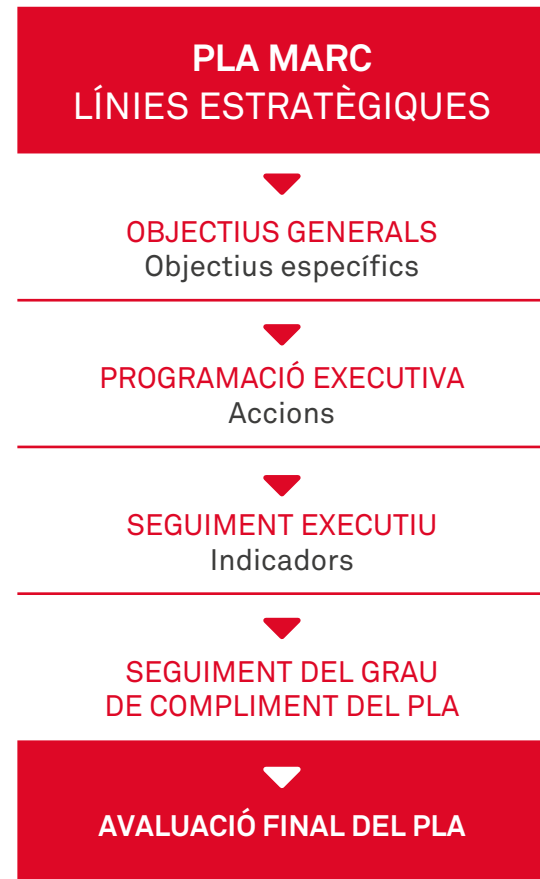 PLA MARC
LÍNIES ESTRATÈGIQUES
OBJECTIUS GENERALS
Objectius específics
PROGRAMACIÓ EXECUTIVA
Accions
SEGUIMENT EXECUTIU
Indicadors
SEGUIMENT DEL GRAU
DE COMPLIMENT DEL PLA
AVALUACIÓ FINAL DEL PLA